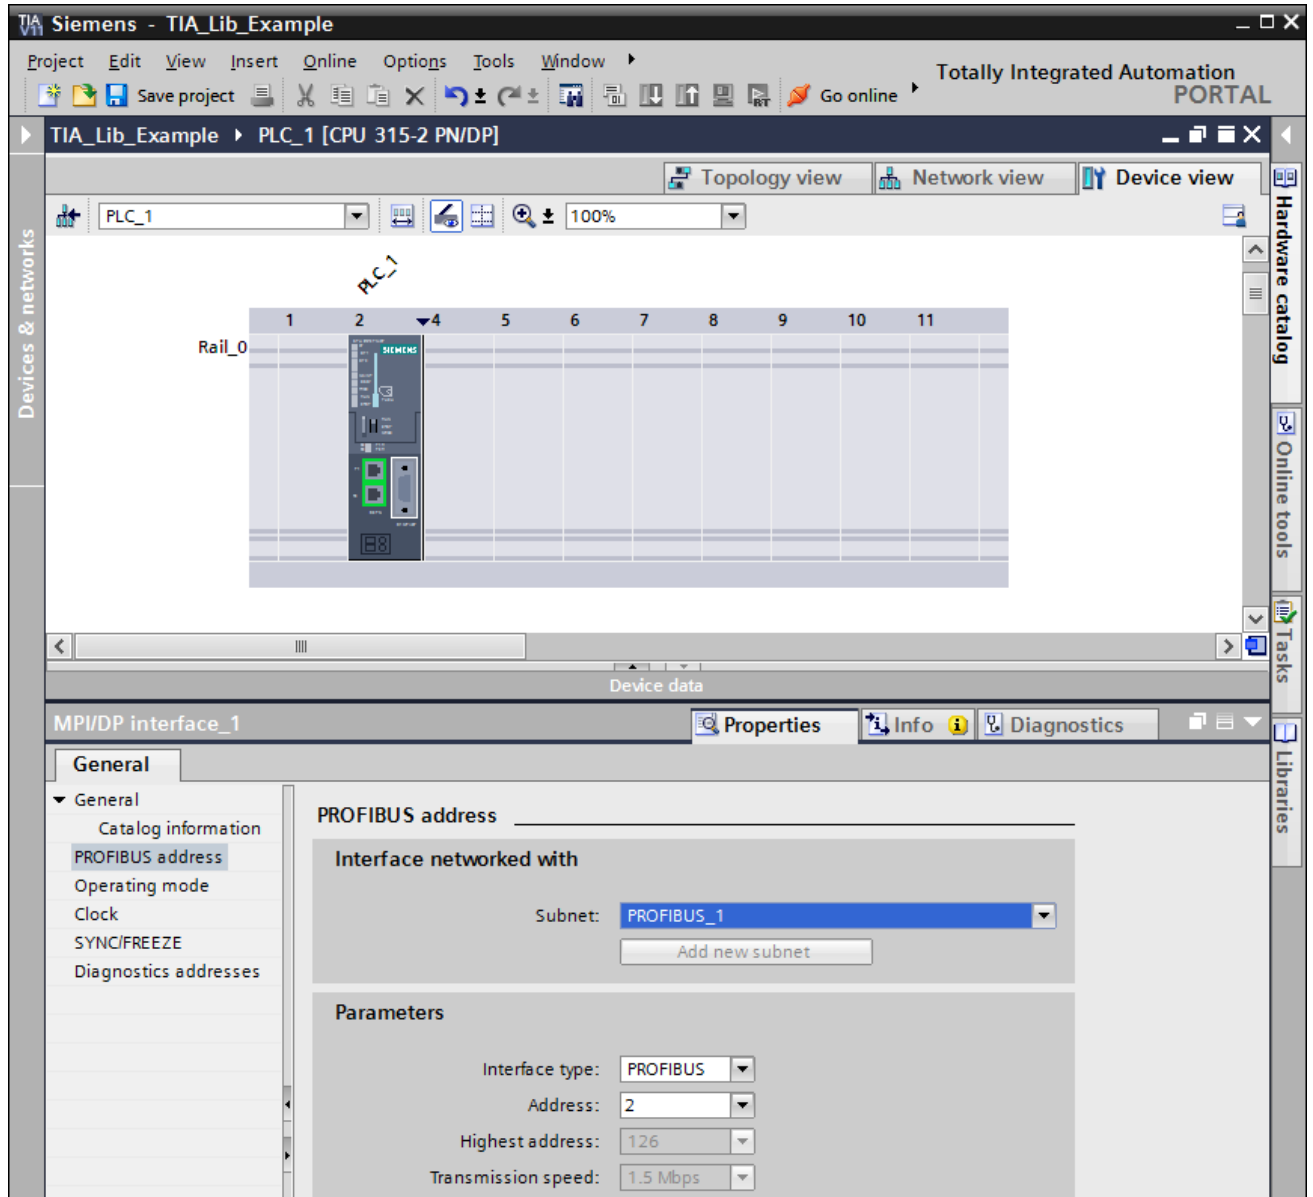 TIA V11 Siemens - TIA_Lib_Example
Project Edit View Insert Online Options Tools Window
Totally Integrated Automation
PORTAL
Save project Go online
TIA_Lib_Example PLC_1 [CPU 315-2 PN/DP]
Topology view Network view Device view
PLC_1 100%
Devices & networks
PLC_1
1 2 4 5 6 7 8 9 10 11
Rail_0
SIEMENS
Hardware catalog
Online tools
Tasks
Libraries
Device data
MPI/DP interface_1
Properties Info Diagnostics
General
General
Catalog information
PROFIBUS address
Operating mode
Clock
SYNC/FREEZE
Diagnostics addresses
PROFIBUS address
Interface networked with
Subnet: PROFIBUS_1
Add new subnet
Parameters
Interface type: PROFIBUS
Address: 2
Highest address: 126
Transmission speed: 1.5 Mbps